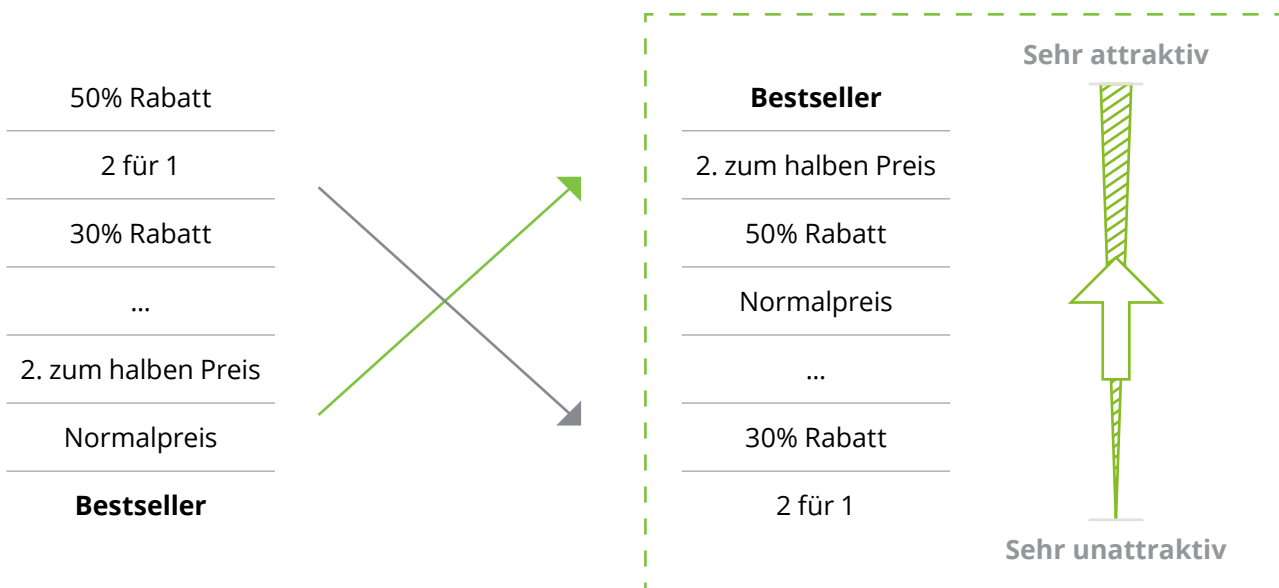 50% Rabatt
2 für 1
30% Rabatt
...
2. zum halben Preis
Normalpreis
Bestseller
Sehr attraktiv
Bestseller
2. zum halben Preis
50% Rabatt
Normalpreis
...
30% Rabatt
2 für 1
Sehr unattraktiv